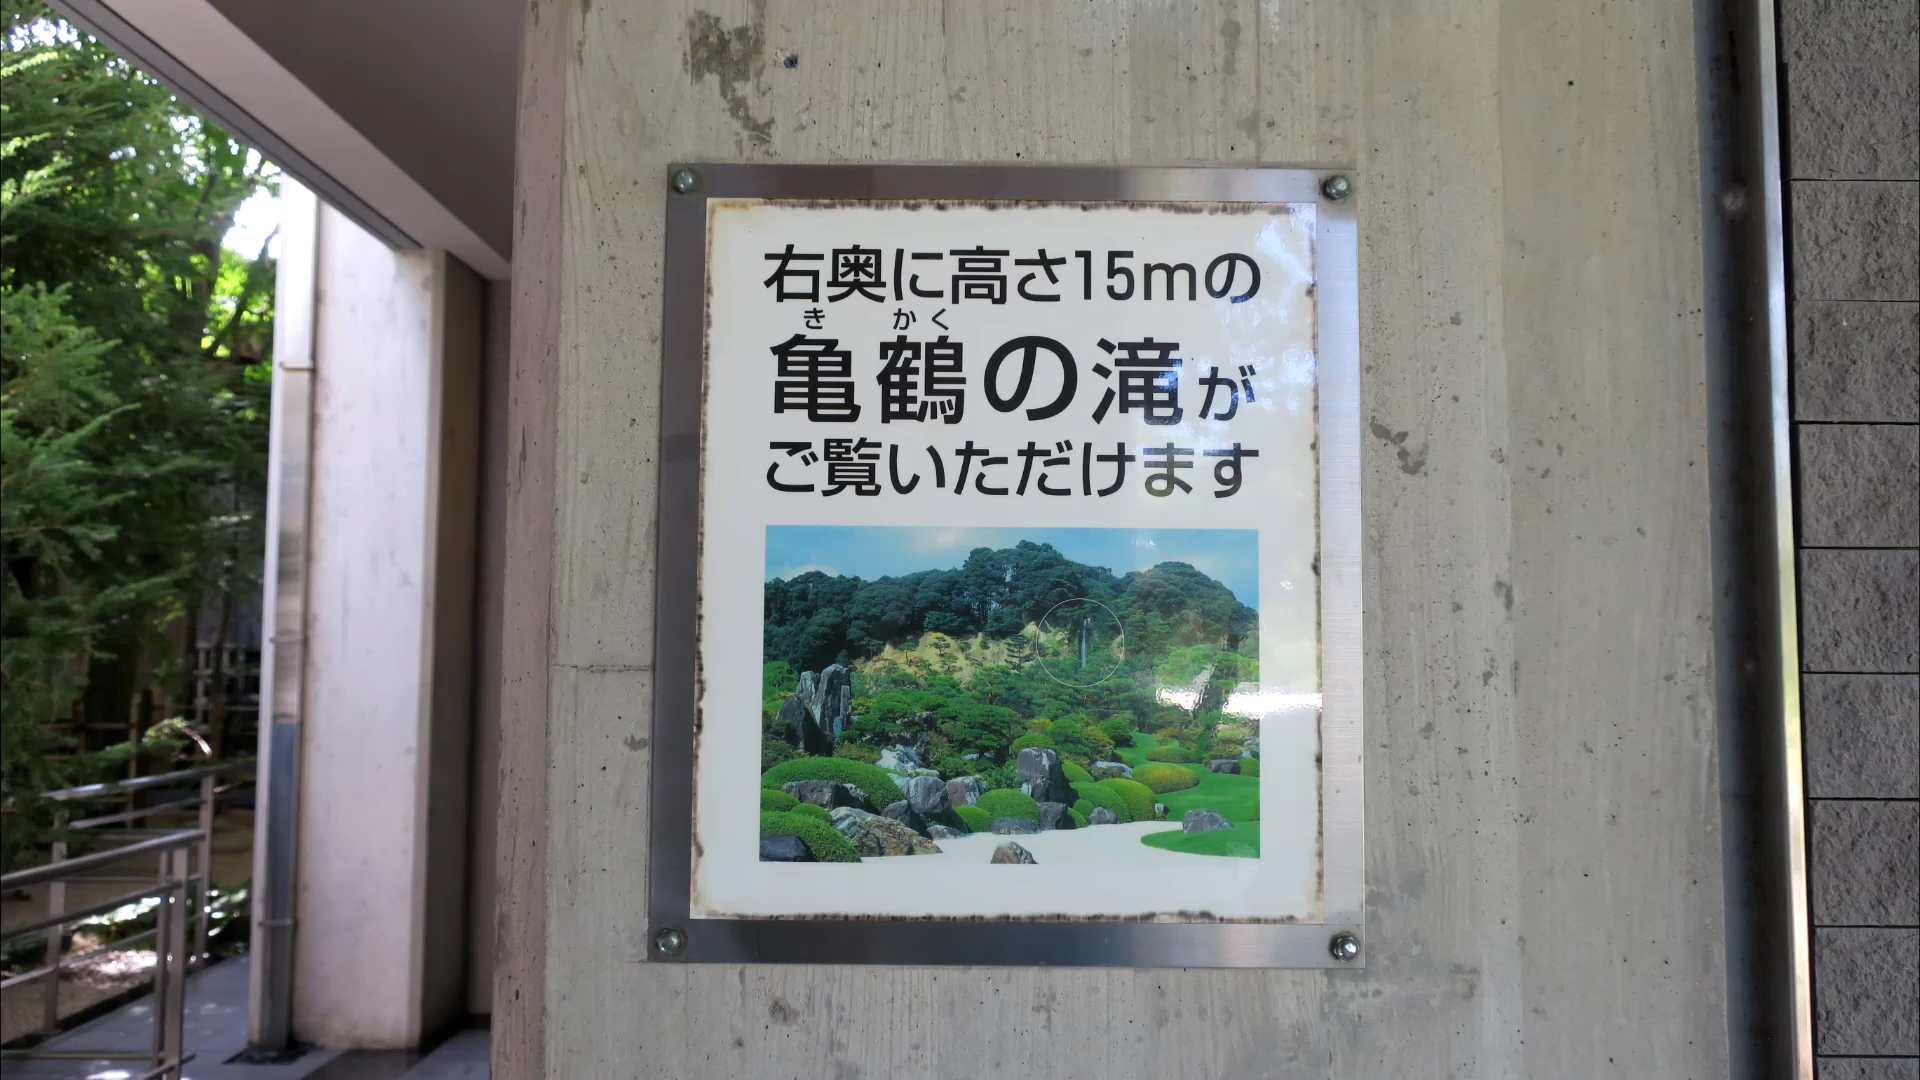 右奥に高さ15mの
き かく
亀鶴の滝が
ご覧いただけます